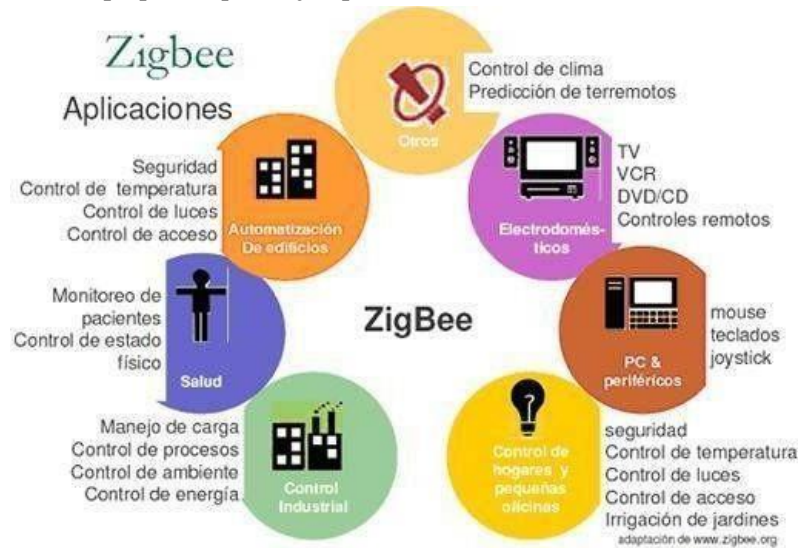 Zigbee
Aplicaciones
Otros
Control de clima
Predicción de terremotos
Seguridad
Control de temperatura
Control de luces
Control de acceso
Automatización
De edificios
Electrodomés-
ticos
TV
VCR
DVD/CD
Controles remotos
Monitoreo de
pacientes
Control de estado
físico
Salud
ZigBee
PC &
periféricos
mouse
teclados
joystick
Manejo de carga
Control de procesos
Control de ambiente
Control de energía
Control
Industrial
Control de
hogares y
pequeñas
oficinas
seguridad
Control de temperatura
Control de luces
Control de acceso
Irrigación de jardines
adaptación de www.zigbee.org